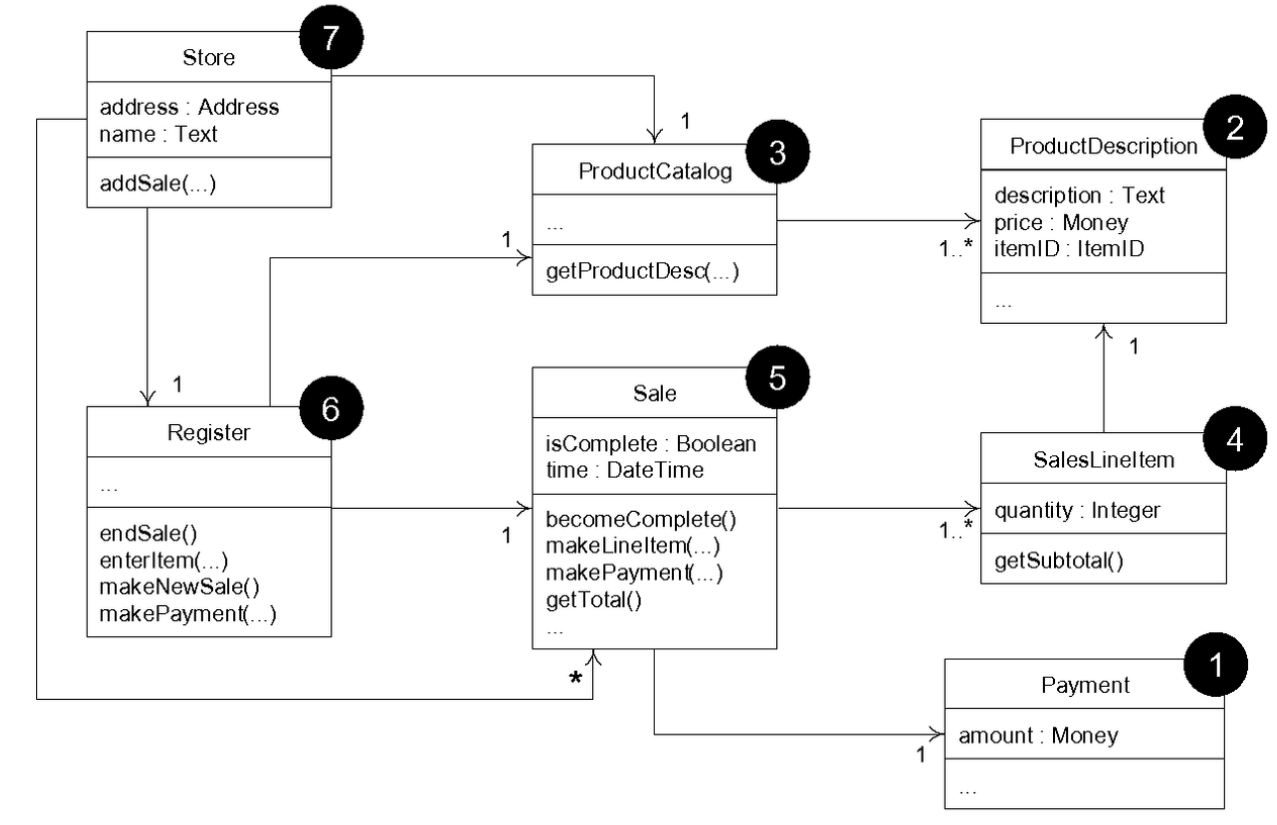 7
Store
address : Address
name : Text
addSale(...)
1
3
ProductCatalog
...
getProductDesc(...)
1
1..*
2
ProductDescription
description : Text
price : Money
itemID : ItemID
...
1
1
6
Register
...
endSale()
enterItem(...)
makeNewSale()
makePayment(...)
1
5
Sale
isComplete : Boolean
time : DateTime
becomeComplete()
makeLineItem(...)
makePayment(...)
getTotal()
...
*
1..*
4
SalesLineItem
quantity : Integer
getSubtotal()
1
1
Payment
amount : Money
...